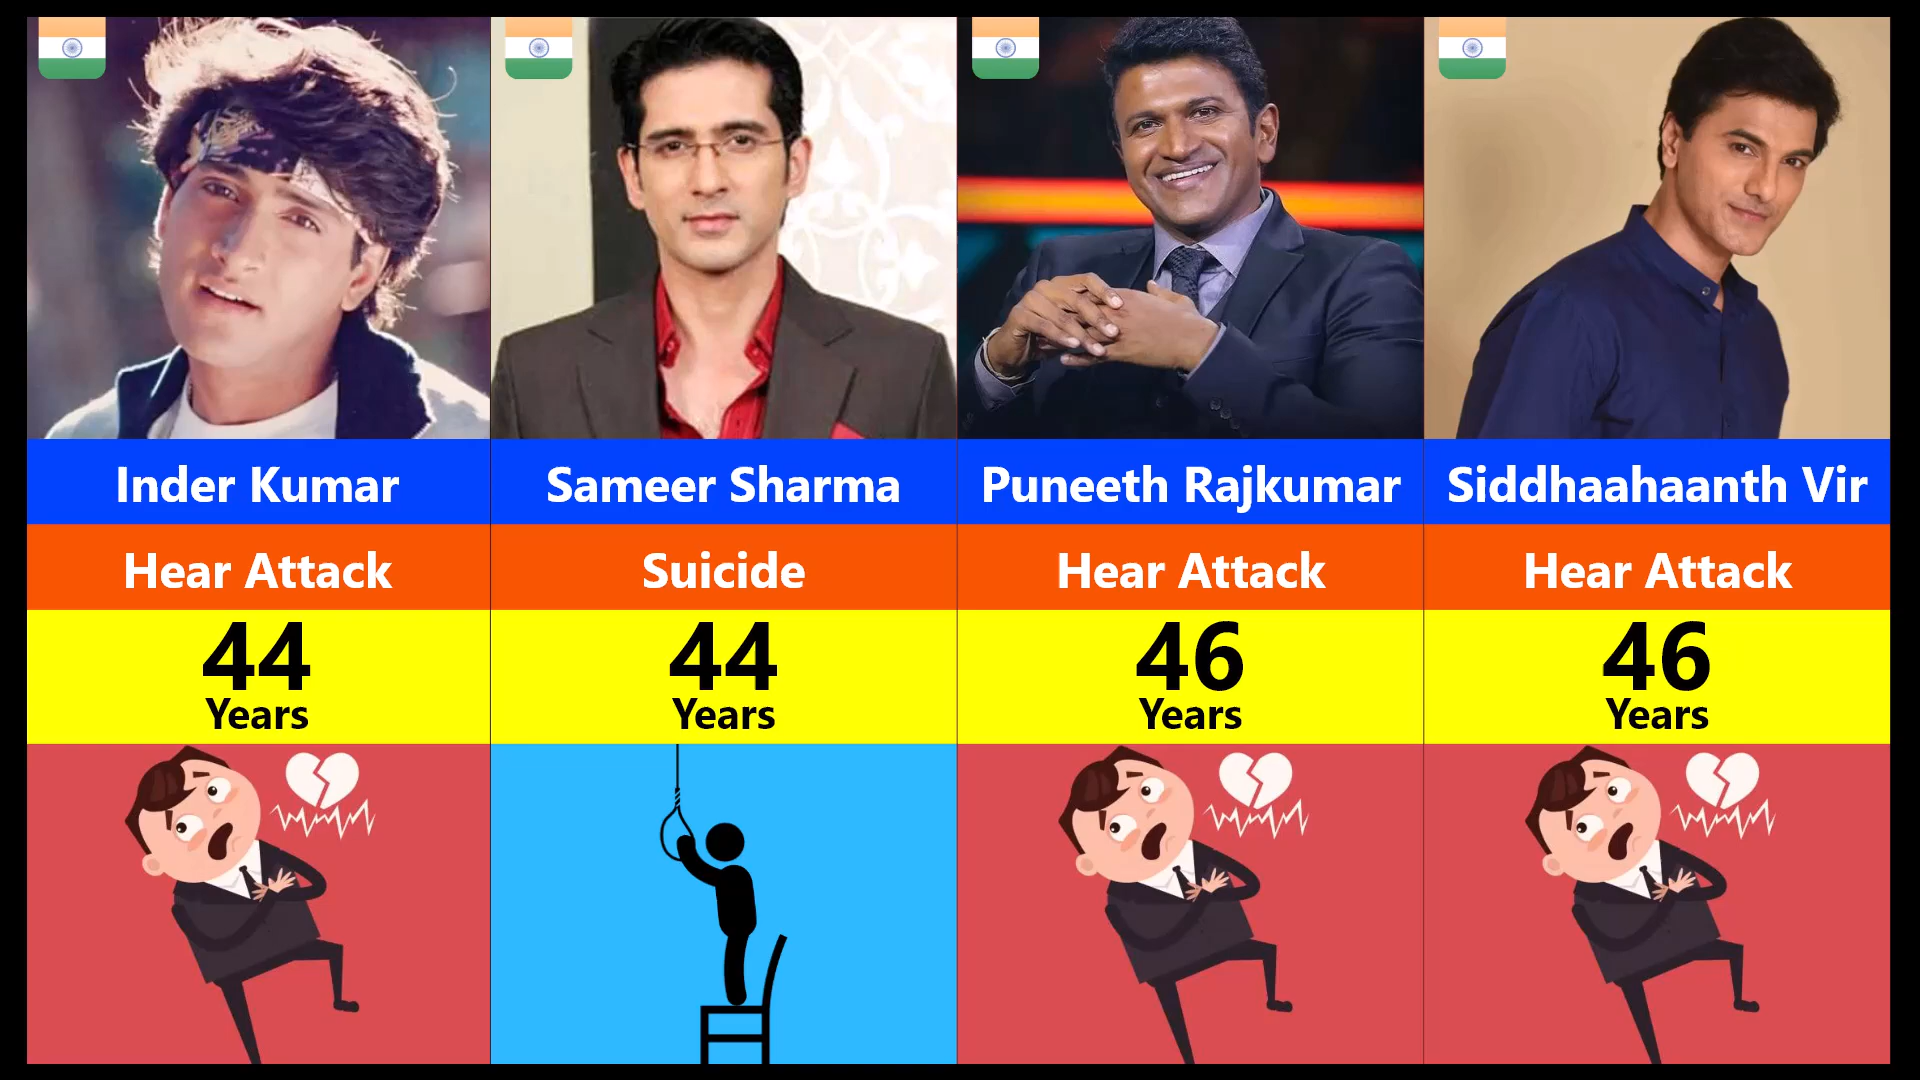 Inder Kumar
Sameer Sharma
Puneeth Rajkumar
Siddhaahaanth Vir
Hear Attack
Suicide
Hear Attack
Hear Attack
44
44
46
46
Years
Years
Years
Years